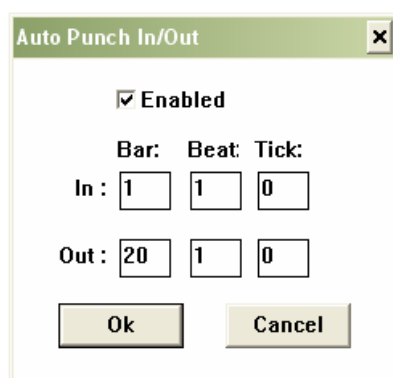 Auto Punch In/Out
Enabled
Bar: Beat: Tick:
In : 1 1 0
Out : 20 1 0
Ok Cancel